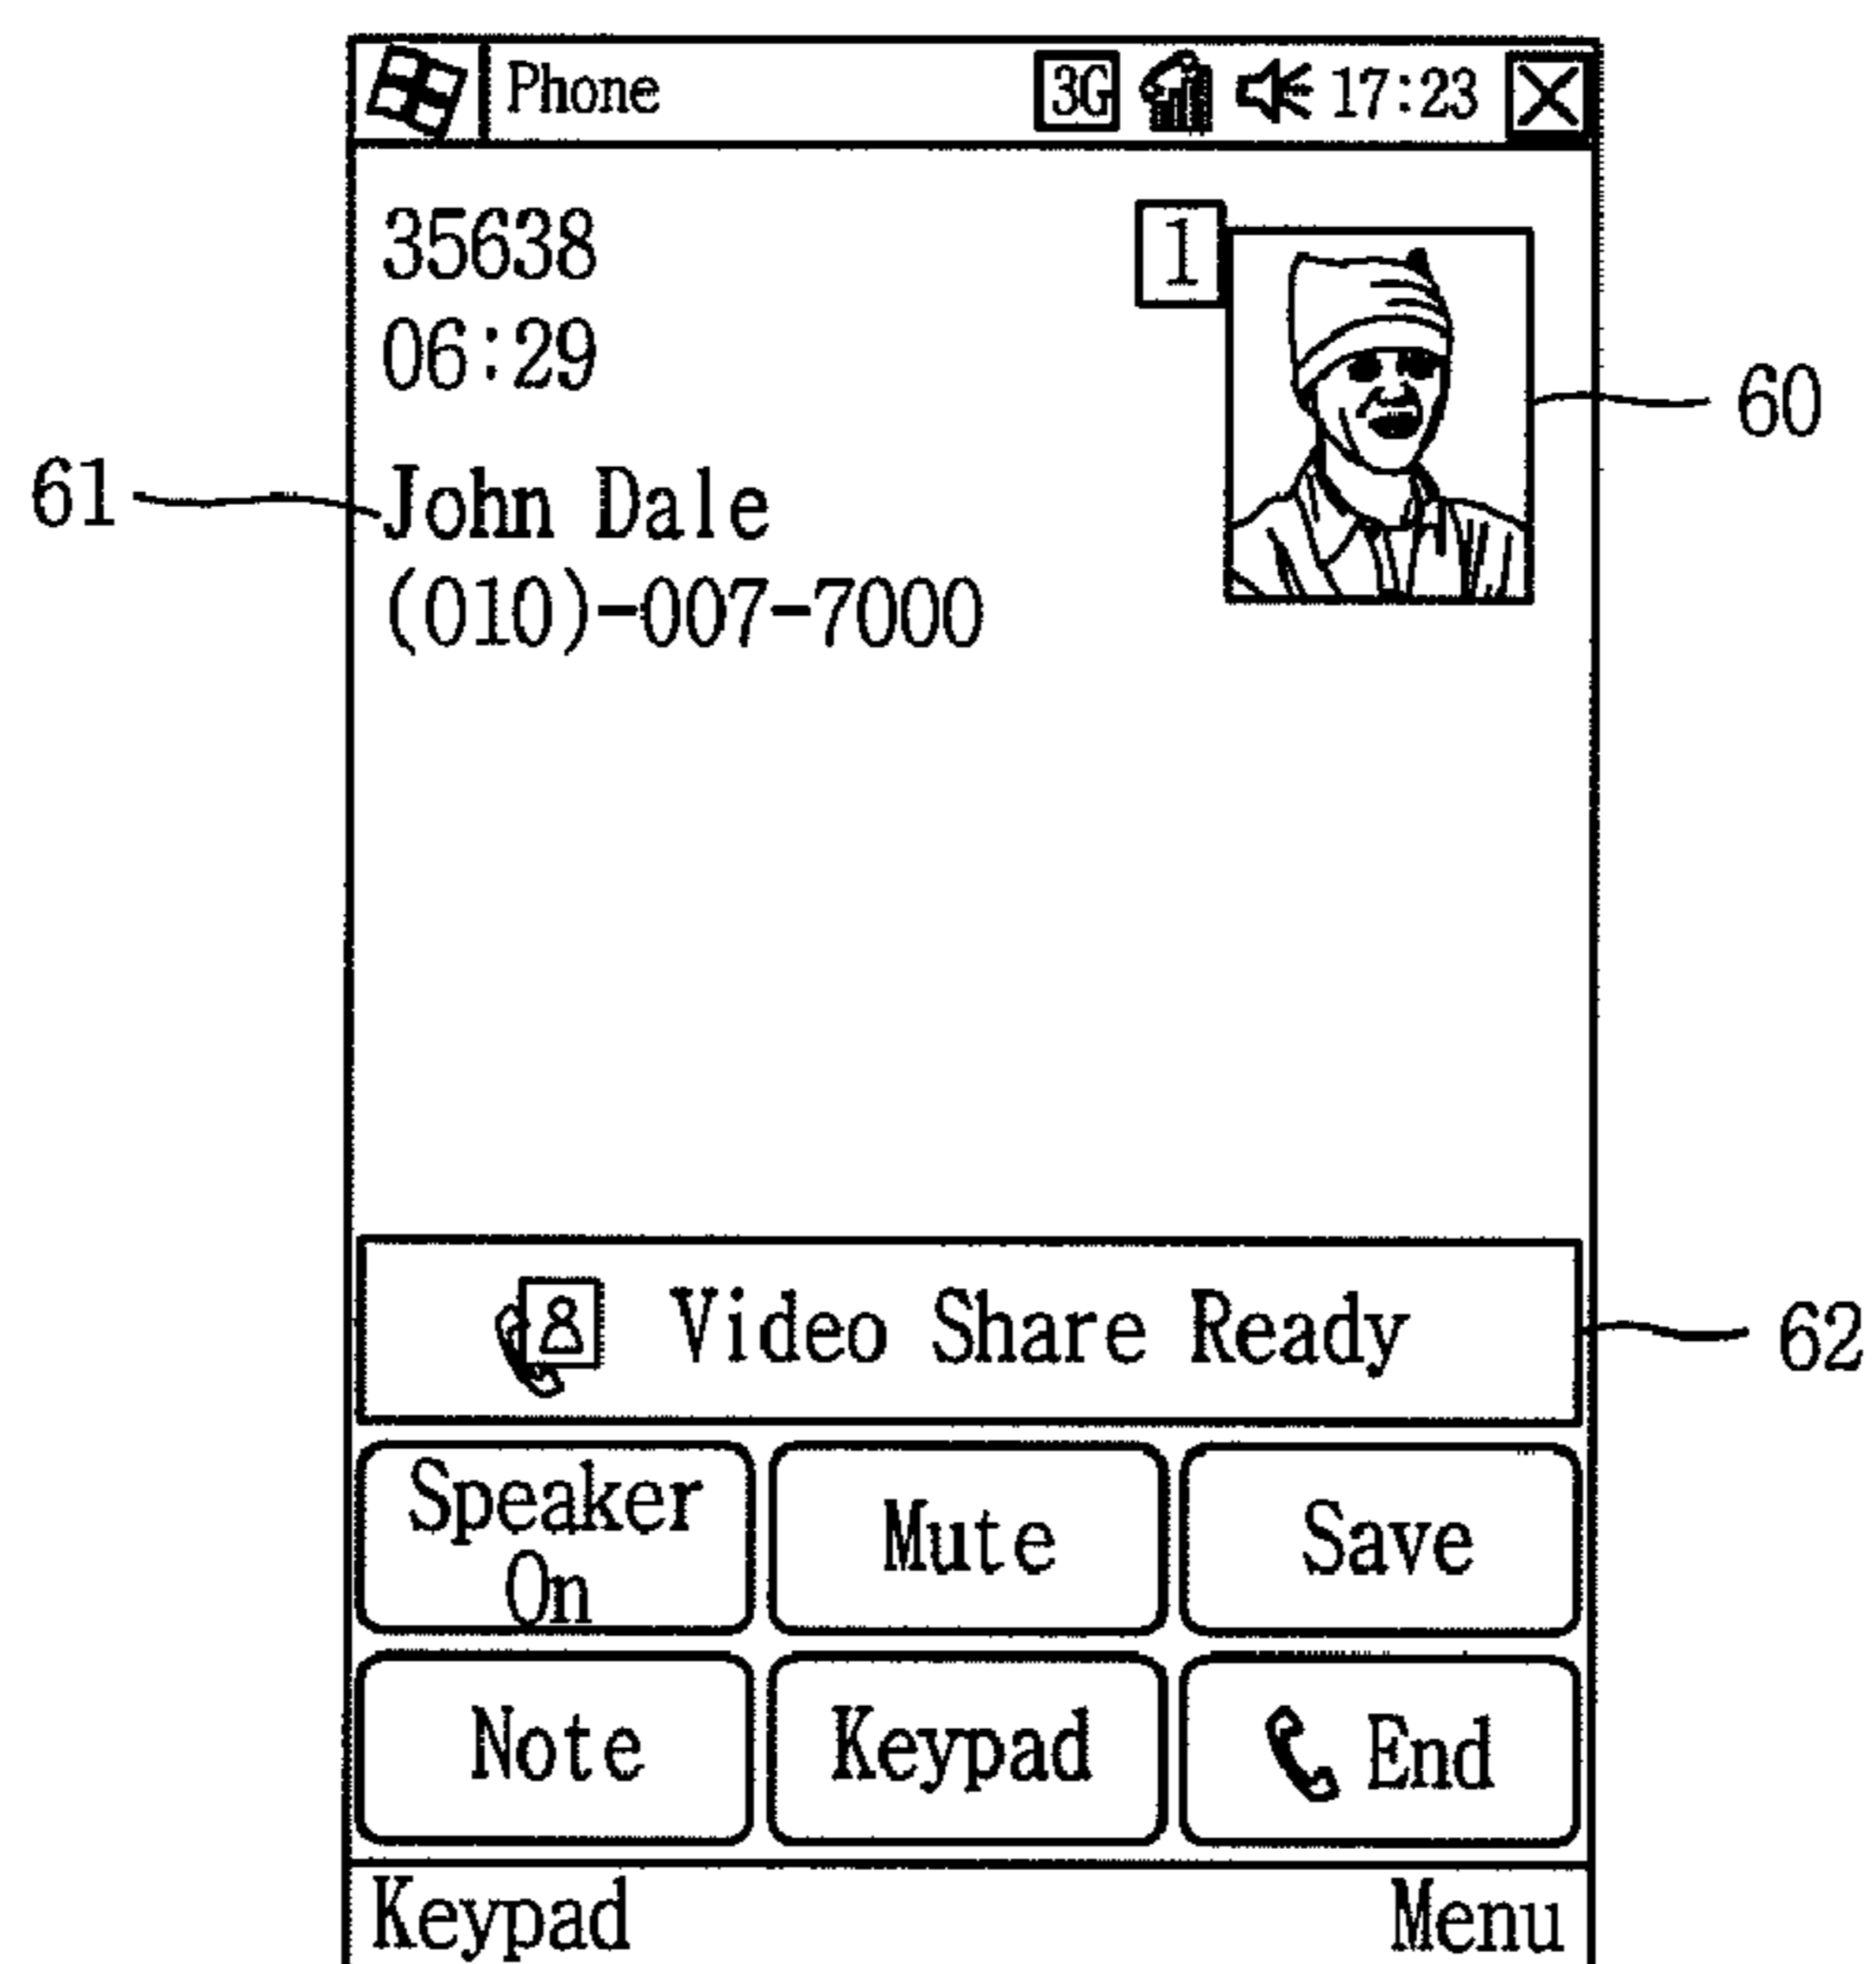 Phone 3G 17:23
35638
1
06:29
60
61
John Dale
(010)-007-7000
Video Share Ready
62
Speaker On
Mute
Save
Note
Keypad
End
Keypad
Menu